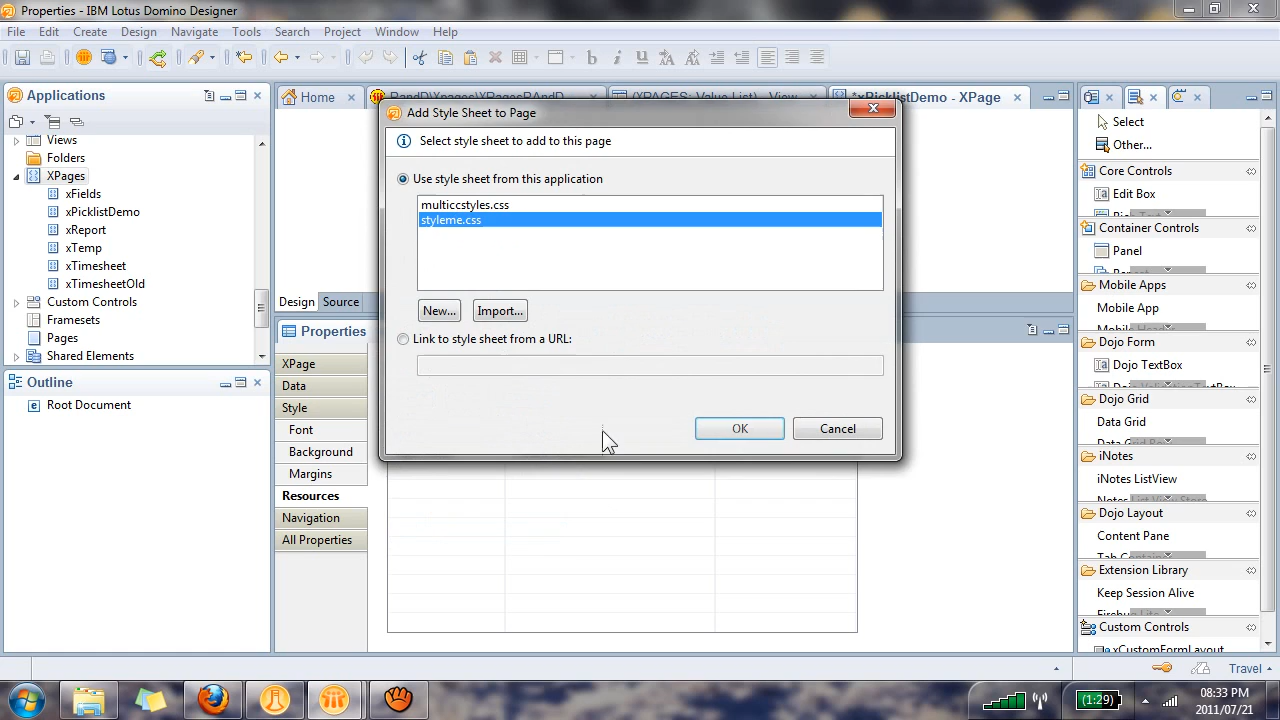 Properties - IBM Lotus Domino Designer
File Edit Create Design Navigate Tools Search Project Window Help
b i u
Applications
Views
Folders
XPages
xFields
xPicklistDemo
xReport
xTemp
xTimesheet
xTimesheetOld
Custom Controls
Framesets
Pages
Shared Elements
Outline
Root Document
Home
*xPicklistDemo - XPage
Add Style Sheet to Page
Select style sheet to add to this page
Use style sheet from this application
multiccstyles.css
styleme.css
New... Import...
Link to style sheet from a URL:
OK Cancel
Design Source
Properties
XPage
Data
Style
Font
Background
Margins
Resources
Navigation
All Properties
Select
Other...
Core Controls
Edit Box
Container Controls
Panel
Mobile Apps
Mobile App
Dojo Form
Dojo TextBox
Dojo Grid
Data Grid
iNotes
iNotes ListView
Dojo Layout
Content Pane
Extension Library
Keep Session Alive
Custom Controls
xCustomFormLayout
Travel
(1:29)
08:33 PM
2011/07/21